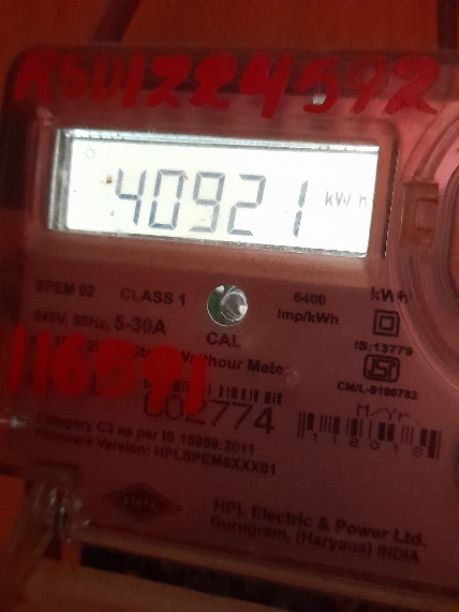 40921 kWh
SPEM 02 CLASS 1 6400 imp/kWh kWh
240V, 50Hz, 5-30A CAL
IS:13779
CM/L-9190783
116591
002774 M/Yr.
112018
Category C3 as per IS 15959:2011
Firmware Version: HPLSPEM6XXX01
HPL Electric & Power Ltd.
Gurugram, (Haryana) INDIA